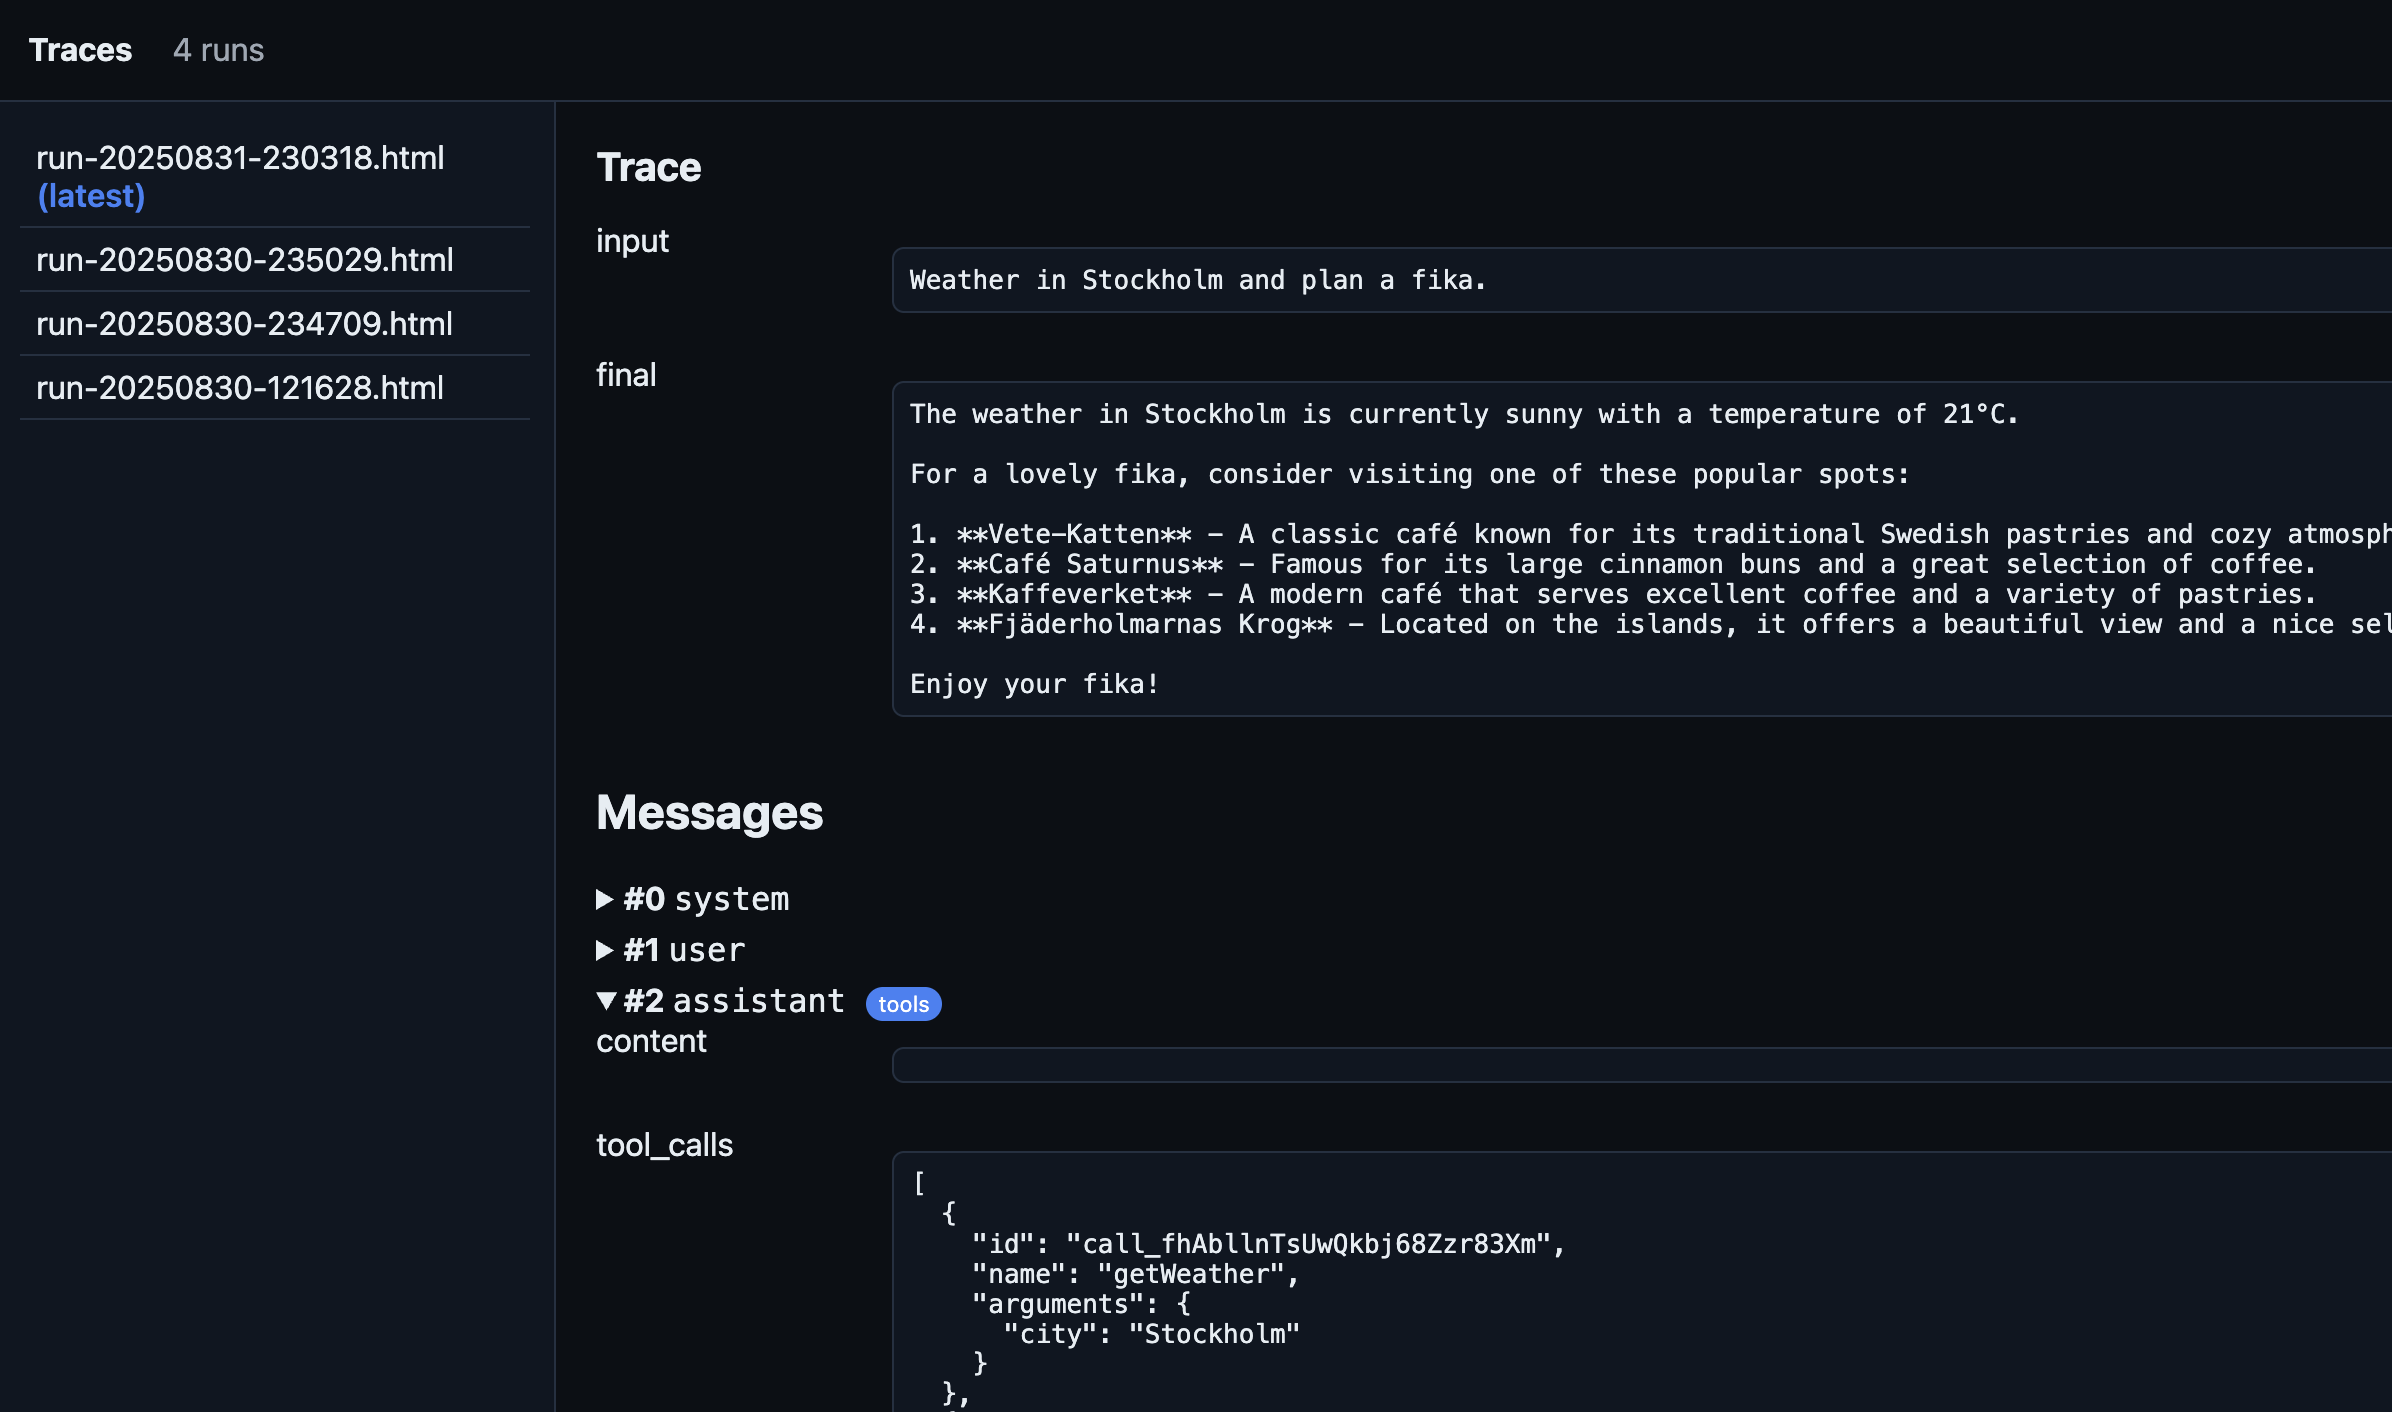 Traces 4 runs
run-20250831-230318.html
(latest)
run-20250830-235029.html
run-20250830-234709.html
run-20250830-121628.html
Trace
input
Weather in Stockholm and plan a fika.
final
The weather in Stockholm is currently sunny with a temperature of 21°C.
For a lovely fika, consider visiting one of these popular spots:
1. **Vete-Katten** – A classic café known for its traditional Swedish pastries and cozy atmosph
2. **Café Saturnus** – Famous for its large cinnamon buns and a great selection of coffee.
3. **Kaffeverket** – A modern café that serves excellent coffee and a variety of pastries.
4. **Fjäderholmarnas Krog** – Located on the islands, it offers a beautiful view and a nice sel
Enjoy your fika!
Messages
▶ #0 system
▶ #1 user
▼ #2 assistant tools
content
tool_calls
[
{
"id": "call_fhAbllnTsUwQkbj68Zzr83Xm",
"name": "getWeather",
"arguments": {
"city": "Stockholm"
}
},